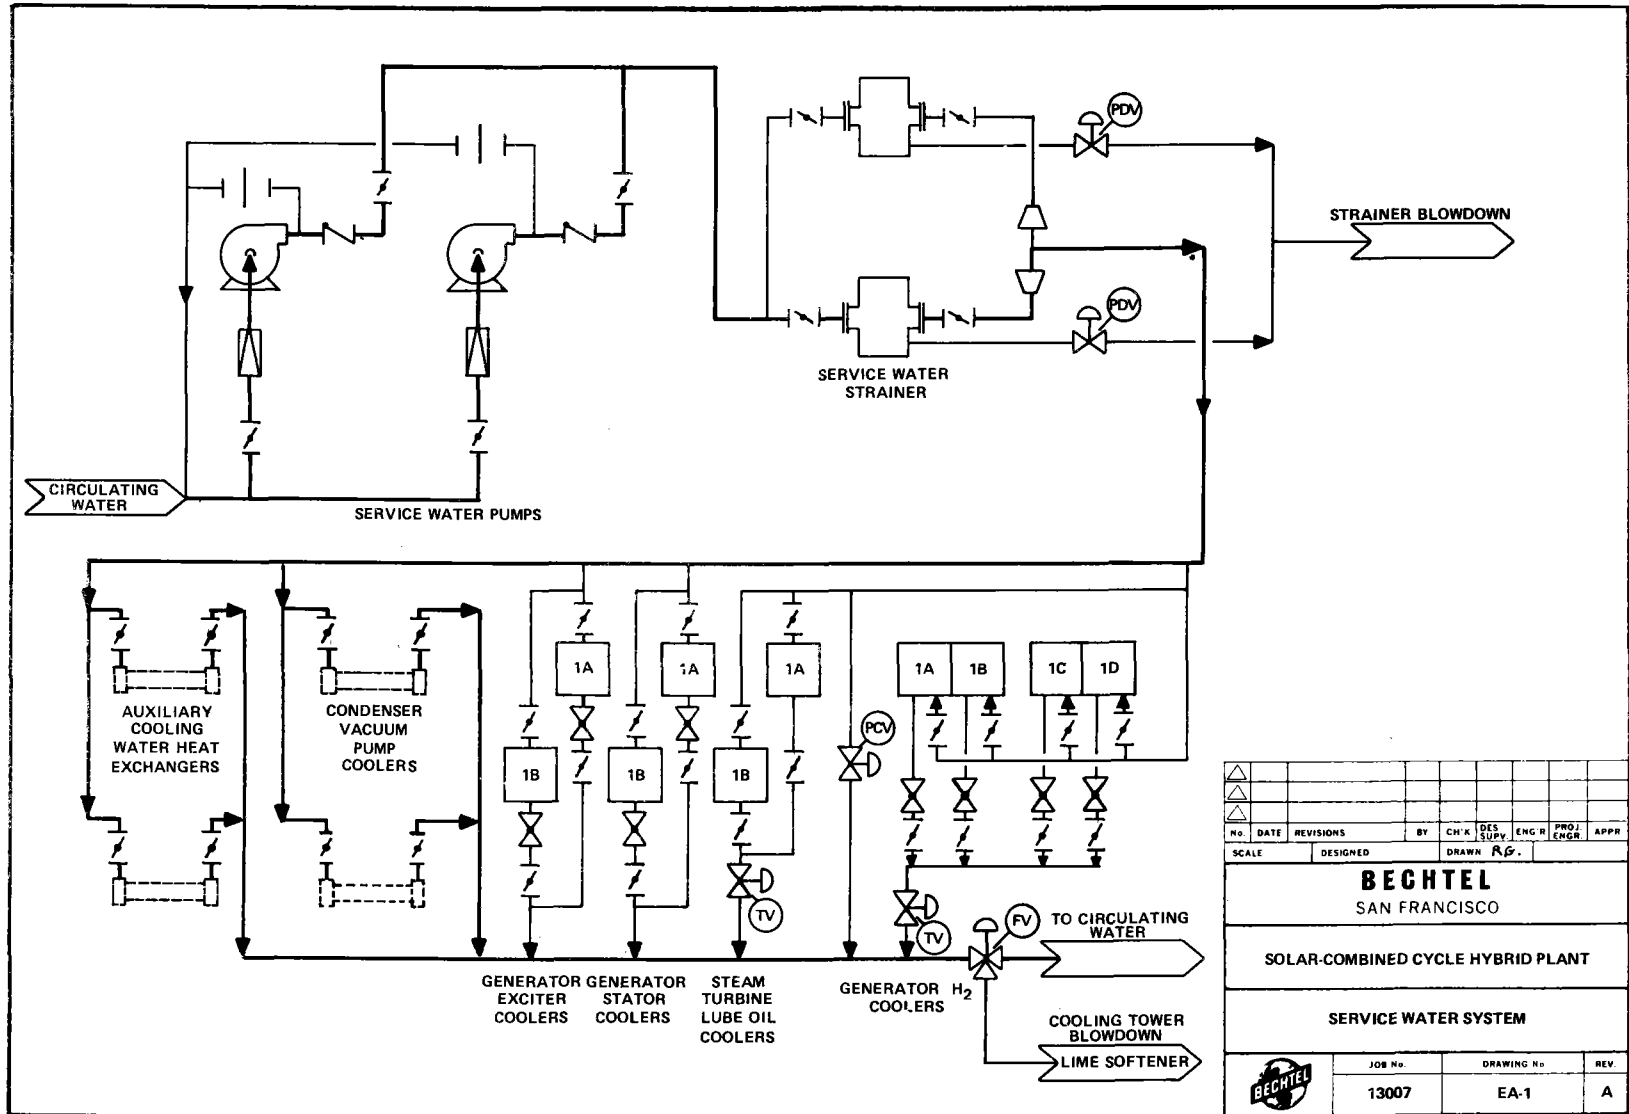 PDV
STRAINER BLOWDOWN
PDV
SERVICE WATER
STRAINER
CIRCULATING
WATER
SERVICE WATER PUMPS
1A
1A
1A
1A
1B
1C
1D
AUXILIARY
COOLING
WATER HEAT
EXCHANGERS
CONDENSER
VACUUM
PUMP
COOLERS
PCV
1B
1B
1B
TV
TV
FV
TO CIRCULATING
WATER
GENERATOR
EXCITER
COOLERS
GENERATOR
STATOR
COOLERS
STEAM
TURBINE
LUBE OIL
COOLERS
GENERATOR H2
COOLERS
COOLING TOWER
BLOWDOWN
LIME SOFTENER
No. DATE REVISIONS BY CH'K DES SUPV. ENG'R PROJ. ENGR. APPR
SCALE DESIGNED DRAWN RG.
BECHTEL
SAN FRANCISCO
SOLAR-COMBINED CYCLE HYBRID PLANT
SERVICE WATER SYSTEM
BECHTEL
JOB No. DRAWING No REV.
13007 EA-1 A